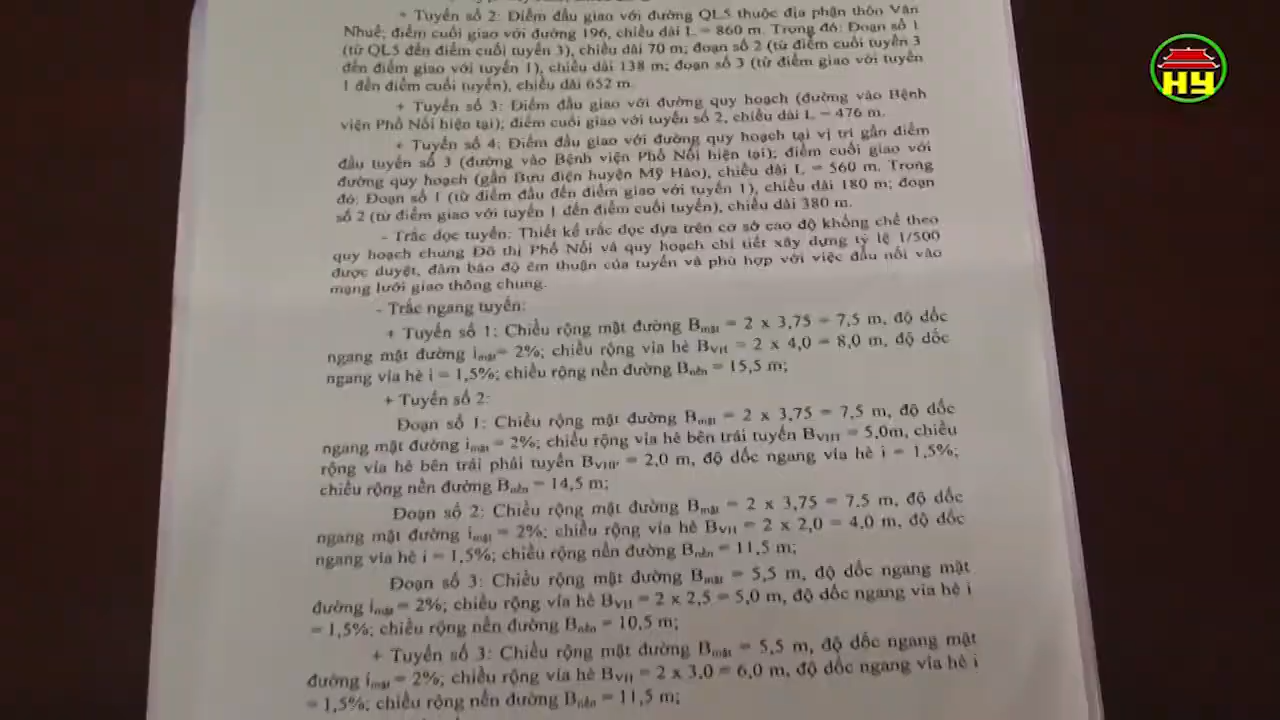 + Tuyến số 2: Điểm đầu giao với đường QL5 thuộc địa phận thôn Văn
Nhuế; điểm cuối giao với đường 196, chiều dài L = 860 m. Trong đó: Đoạn số 1
(từ QL5 đến điểm cuối tuyến 3), chiều dài 70 m; đoạn số 2 (từ điểm cuối tuyến 3
đến điểm giao với tuyến 1), chiều dài 138 m; đoạn số 3 (từ điểm giao với tuyến
1 đến điểm cuối tuyến), chiều dài 652 m.
+ Tuyến số 3: Điểm đầu giao với đường quy hoạch (đường vào Bệnh
viện Phố Nối hiện tại); điểm cuối giao với tuyến số 2, chiều dài L = 476 m.
+ Tuyến số 4: Điểm đầu giao với đường quy hoạch tại vị trí gần điểm
đầu tuyến số 3 (đường vào Bệnh viện Phố Nối hiện tại); điểm cuối giao với
đường quy hoạch (gần Bưu điện huyện Mỹ Hào), chiều dài L = 560 m. Trong
đó: Đoạn số 1 (từ điểm đầu đến điểm giao với tuyến 1), chiều dài 180 m; đoạn
số 2 (từ điểm giao với tuyến 1 đến điểm cuối tuyến), chiều dài 380 m.
- Trắc dọc tuyến: Thiết kế trắc dọc dựa trên cơ sở cao độ khống chế theo
quy hoạch chung Đô thị Phố Nối và quy hoạch chi tiết xây dựng tỷ lệ 1/500
được duyệt, đảm bảo độ êm thuận của tuyến và phù hợp với việc đấu nối vào
mạng lưới giao thông chung.
- Trắc ngang tuyến:
+ Tuyến số 1: Chiều rộng mặt đường Bmặt = 2 x 3,75 = 7,5 m, độ dốc
ngang mặt đường imặt = 2%; chiều rộng vỉa hè BVH = 2 x 4,0 = 8,0 m, độ dốc
ngang vỉa hè i = 1,5%; chiều rộng nền đường Bnền = 15,5 m;
+ Tuyến số 2:
Đoạn số 1: Chiều rộng mặt đường Bmặt = 2 x 3,75 = 7,5 m, độ dốc
ngang mặt đường imặt = 2%; chiều rộng vỉa hè bên trái tuyến BVHT = 5,0m, chiều
rộng vỉa hè bên trái phải tuyến BVHP = 2,0 m, độ dốc ngang vỉa hè i = 1,5%;
chiều rộng nền đường Bnền = 14,5 m;
Đoạn số 2: Chiều rộng mặt đường Bmặt = 2 x 3,75 = 7,5 m, độ dốc
ngang mặt đường imặt = 2%; chiều rộng vỉa hè BVH = 2 x 2,0 = 4,0 m, độ dốc
ngang vỉa hè i = 1,5%; chiều rộng nền đường Bnền = 11,5 m;
Đoạn số 3: Chiều rộng mặt đường Bmặt = 5,5 m, độ dốc ngang mặt
đường imặt = 2%; chiều rộng vỉa hè BVH = 2 x 2,5 = 5,0 m, độ dốc ngang vỉa hè i
= 1,5%; chiều rộng nền đường Bnền = 10,5 m;
+ Tuyến số 3: Chiều rộng mặt đường Bmặt = 5,5 m, độ dốc ngang mặt
đường imặt = 2%; chiều rộng vỉa hè BVH = 2 x 3,0 = 6,0 m, độ dốc ngang vỉa hè i
= 1,5%; chiều rộng nền đường Bnền = 11,5 m;
HY